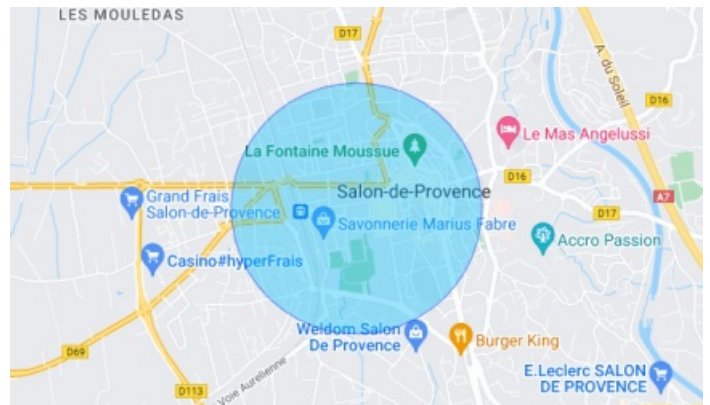 LES MOULEDAS
D17
A. du Soleil
D16
La Fontaine Moussue
Le Mas Angelussi
D16
Salon-de-Provence
A7
Grand Frais
Salon-de-Provence
D17
Savonnerie Marius Fabre
Accro Passion
Casino#hyperFrais
Weldom Salon
De Provence
Burger King
D69
E.Leclerc SALON
DE PROVENCE
D113
Voie Aurelienne